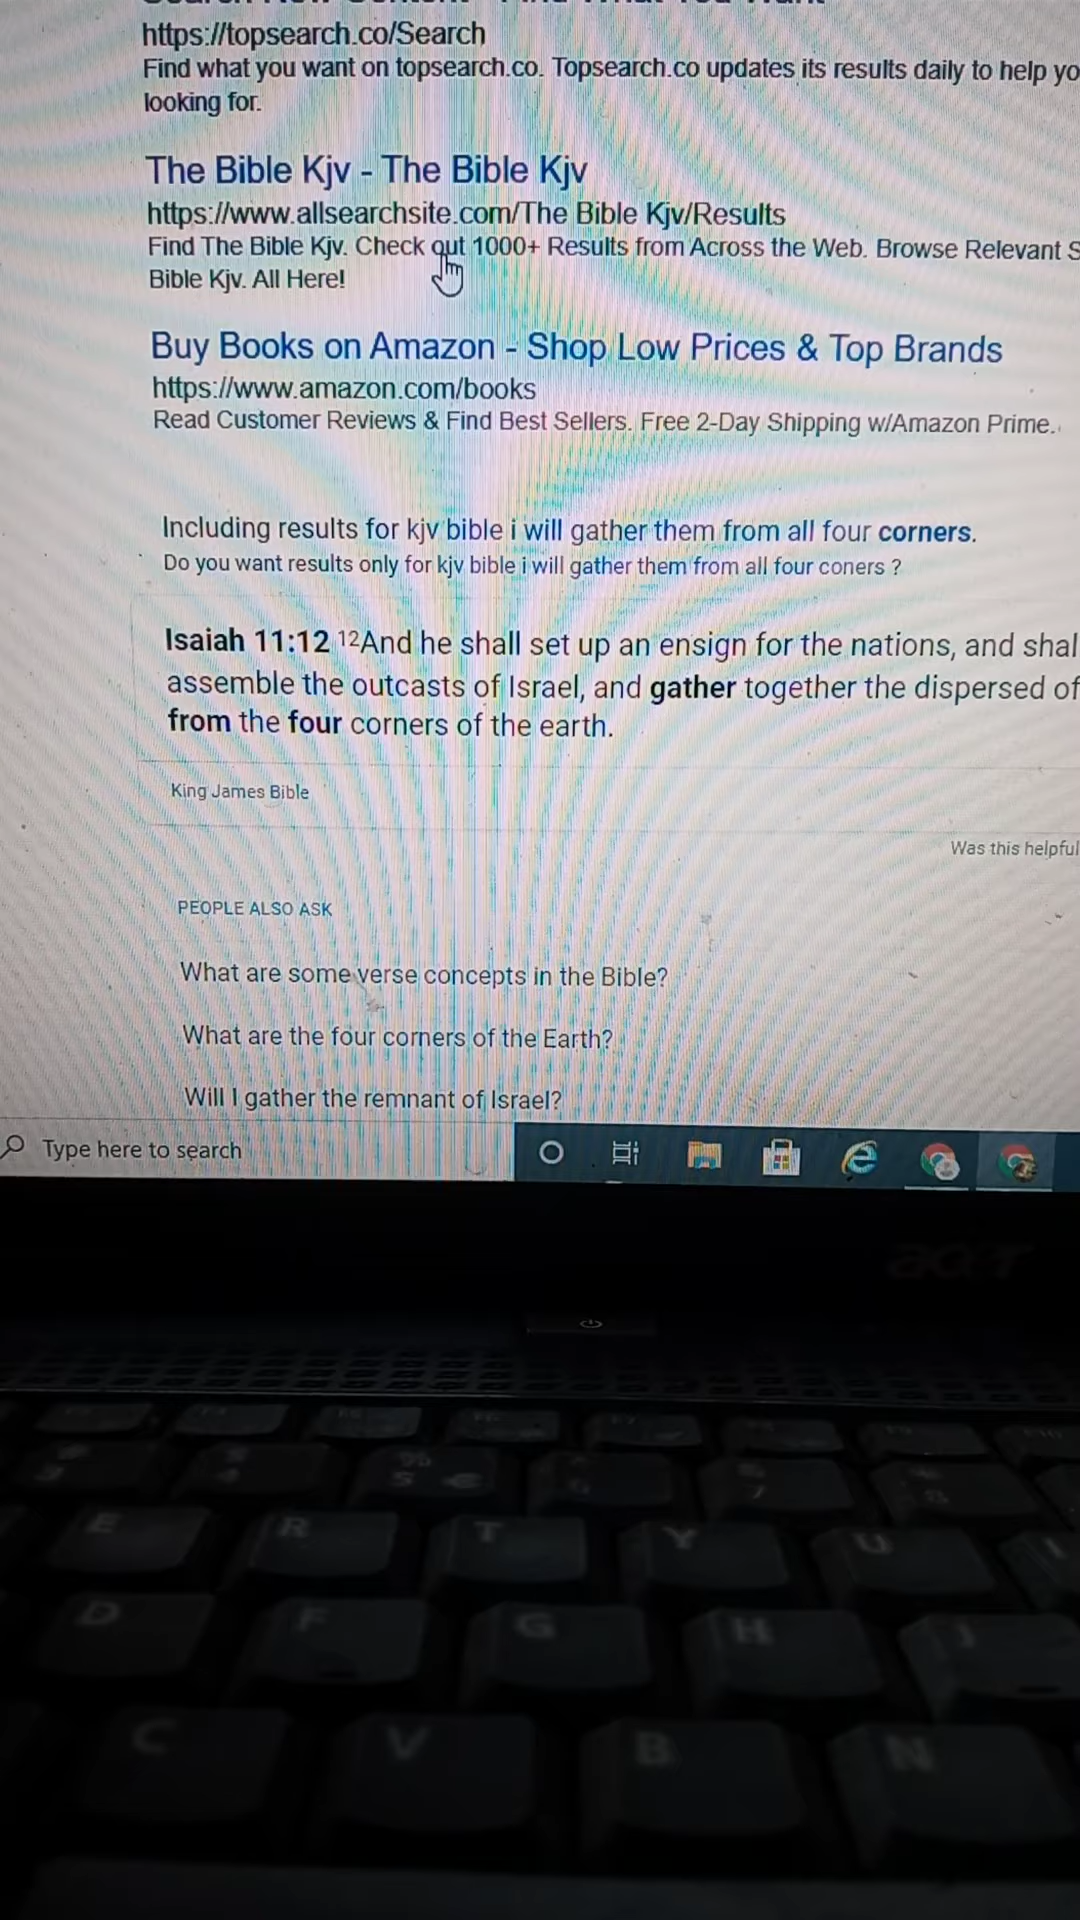 https://topsearch.co/Search
Find what you want on topsearch.co. Topsearch.co updates its results daily to help yo
looking for.
The Bible Kjv - The Bible Kjv
https://www.allsearchsite.com/The Bible Kjv/Results
Find The Bible Kjv. Check out 1000+ Results from Across the Web. Browse Relevant S
Bible Kjv. All Here!
Buy Books on Amazon - Shop Low Prices & Top Brands
https://www.amazon.com/books
Read Customer Reviews & Find Best Sellers. Free 2-Day Shipping w/Amazon Prime.
Including results for kjv bible i will gather them from all four corners.
Do you want results only for kjv bible i will gather them from all four coners ?
Isaiah 11:12 12And he shall set up an ensign for the nations, and shal
assemble the outcasts of Israel, and gather together the dispersed of
from the four corners of the earth.
King James Bible
Was this helpful
PEOPLE ALSO ASK
What are some verse concepts in the Bible?
What are the four corners of the Earth?
Will I gather the remnant of Israel?
Type here to search
acer
E R T Y U I
D F G H J
C V B N